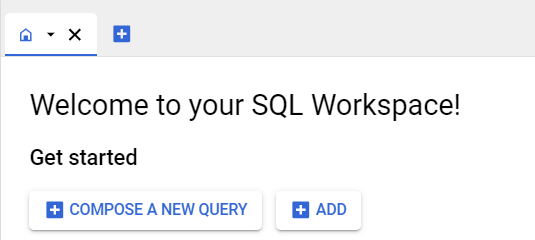 Welcome to your SQL Workspace!
Get started
COMPOSE A NEW QUERY
ADD